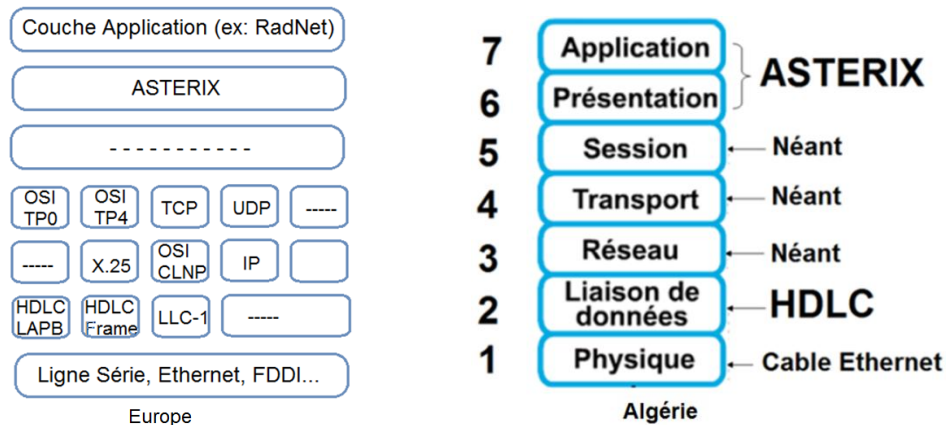 Couche Application (ex: RadNet)
ASTERIX
- - - - - - - - - - -
OSI TP0
OSI TP4
TCP
UDP
-----
-----
X.25
OSI CLNP
IP
HDLC LAPB
HDLC Frame
LLC-1
-----
Ligne Série, Ethernet, FDDI...
Europe
7 Application
6 Présentation
ASTERIX
5 Session Néant
4 Transport Néant
3 Réseau Néant
2 Liaison de données HDLC
1 Physique Cable Ethernet
Algérie